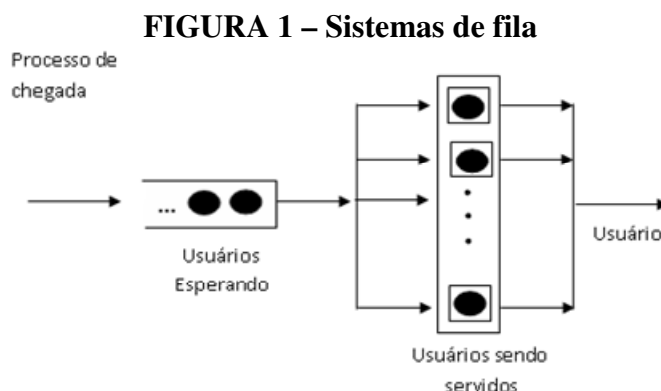 FIGURA 1 – Sistemas de fila
Processo de
chegada
...
Usuários
Esperando
Usuário
Usuários sendo
servidos